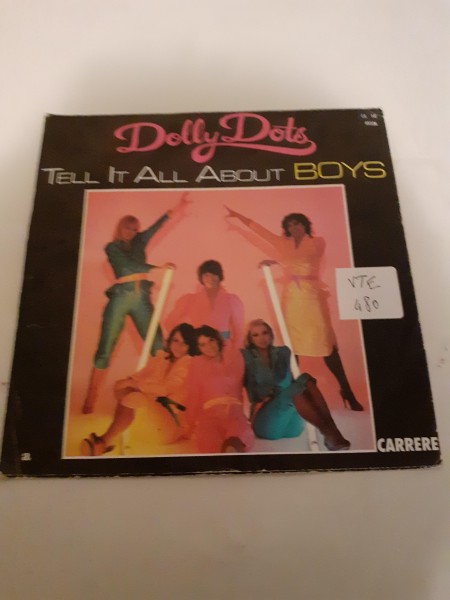 Dolly Dots
TELL IT ALL ABOUT BOYS
VTE
480
CARRERE